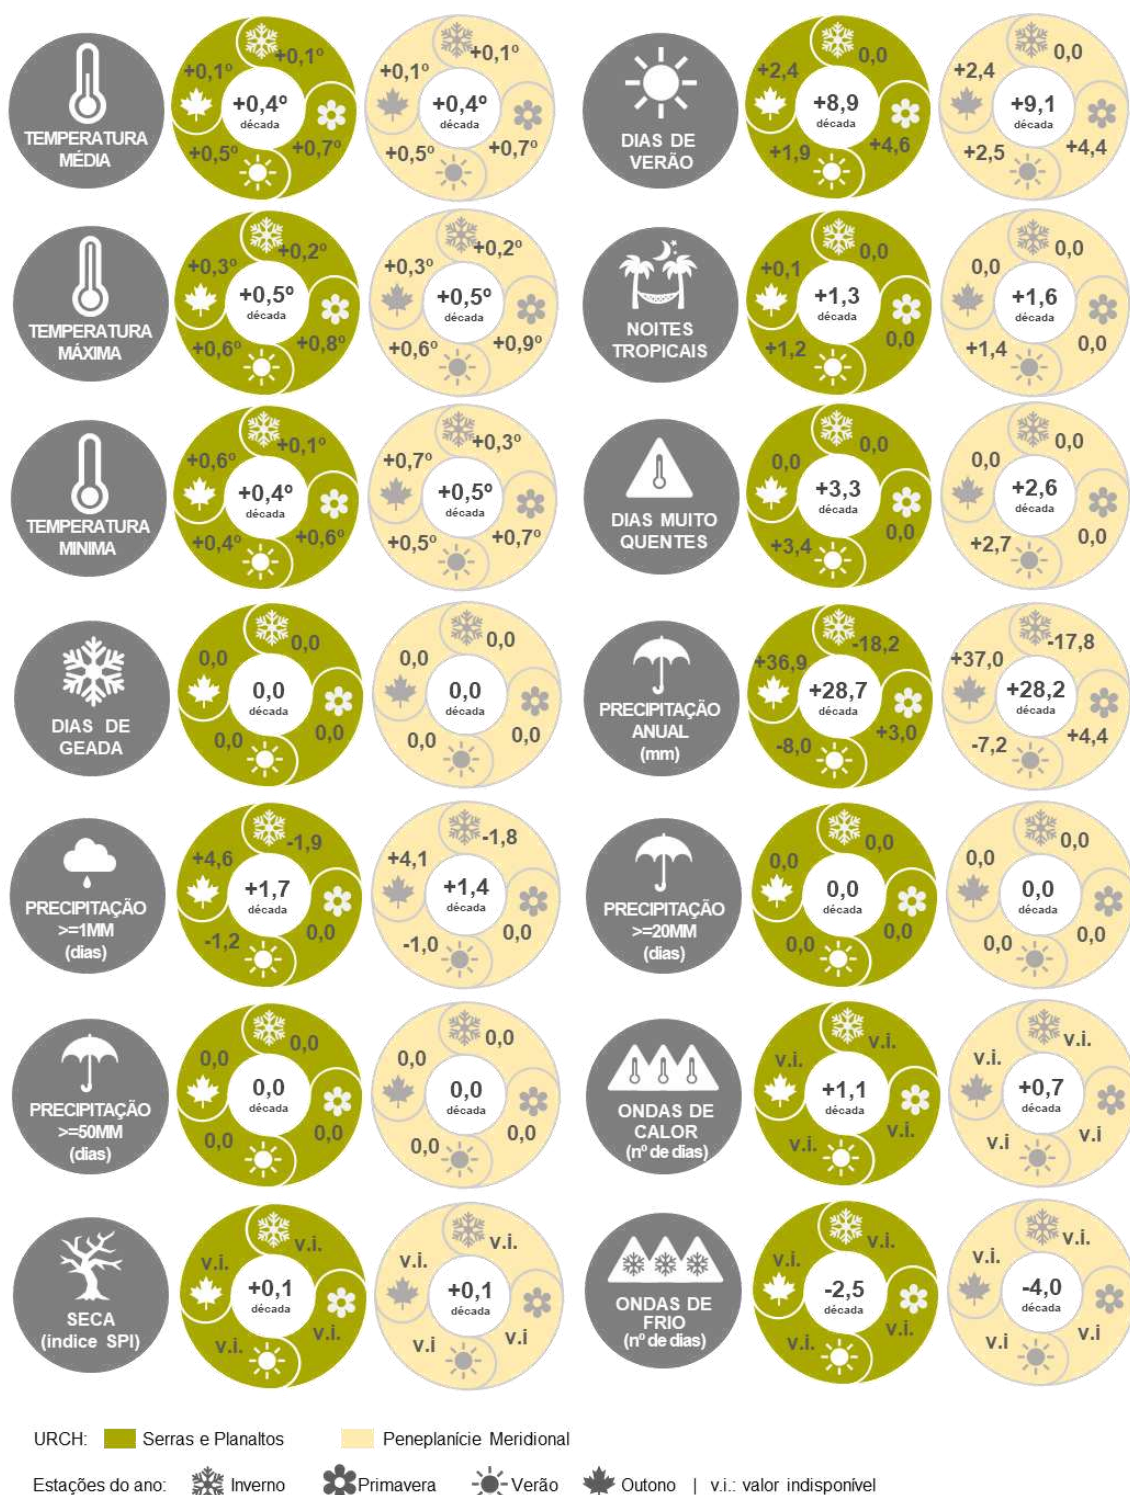 +0,1º
+0,1º
+0,4º
década
+0,5º
+0,7º
TEMPERATURA
MÉDIA
+0,1º
+0,1º
+0,4º
década
+0,5º
+0,7º
DIAS DE
VERÃO
0,0
+2,4
+8,9
década
+1,9
+4,6
0,0
+2,4
+9,1
década
+2,5
+4,4
TEMPERATURA
MÁXIMA
+0,2º
+0,3º
+0,5º
década
+0,6º
+0,8º
+0,2º
+0,3º
+0,5º
década
+0,6º
+0,9º
NOITES
TROPICAIS
0,0
+0,1
+1,3
década
+1,2
0,0
0,0
0,0
+1,6
década
+1,4
0,0
TEMPERATURA
MINIMA
+0,1º
+0,6º
+0,4º
década
+0,4º
+0,6º
+0,3º
+0,7º
+0,5º
década
+0,5º
+0,7º
DIAS MUITO
QUENTES
0,0
0,0
+3,3
década
+3,4
0,0
0,0
0,0
+2,6
década
+2,7
0,0
DIAS DE
GEADA
0,0
0,0
0,0
década
0,0
0,0
0,0
0,0
0,0
década
0,0
0,0
PRECIPITAÇÃO
ANUAL
(mm)
-18,2
+36,9
+28,7
década
-8,0
+3,0
-17,8
+37,0
+28,2
década
-7,2
+4,4
PRECIPITAÇÃO
>=1MM
(dias)
-1,9
+4,6
+1,7
década
-1,2
0,0
-1,8
+4,1
+1,4
década
-1,0
0,0
PRECIPITAÇÃO
>=20MM
(dias)
0,0
0,0
0,0
década
0,0
0,0
0,0
0,0
0,0
década
0,0
0,0
PRECIPITAÇÃO
>=50MM
(dias)
0,0
0,0
0,0
década
0,0
0,0
0,0
0,0
0,0
década
0,0
0,0
ONDAS DE
CALOR
(nº de dias)
v.i.
v.i.
+1,1
década
v.i.
v.i.
v.i.
v.i.
+0,7
década
v.i
v.i
SECA
(índice SPI)
v.i.
v.i.
+0,1
década
v.i.
v.i.
v.i.
v.i.
+0,1
década
v.i
v.i
ONDAS DE
FRIO
(nº de dias)
v.i.
v.i.
-2,5
década
v.i.
v.i.
v.i.
v.i.
-4,0
década
v.i
v.i
URCH: Serras e Planaltos Peneplanície Meridional
Estações do ano: Inverno Primavera Verão Outono | v.i.: valor indisponível